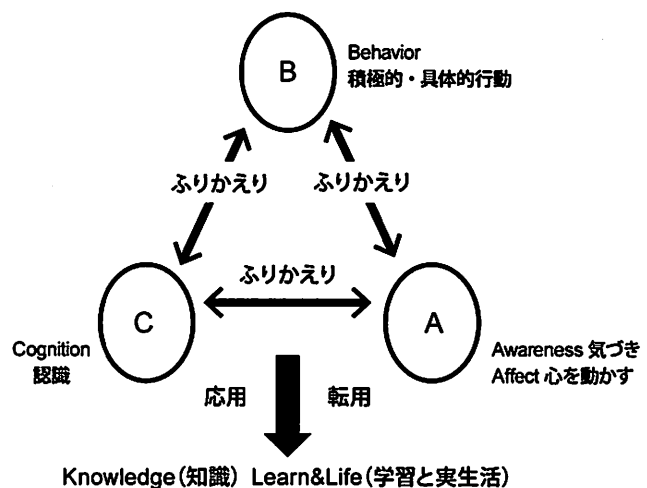 B
Behavior
積極的・具体的行動
ふりかえり
ふりかえり
ふりかえり
C
A
Cognition
認識
Awareness 気づき
Affect 心を動かす
応用
転用
Knowledge(知識) Learn&Life(学習と実生活)